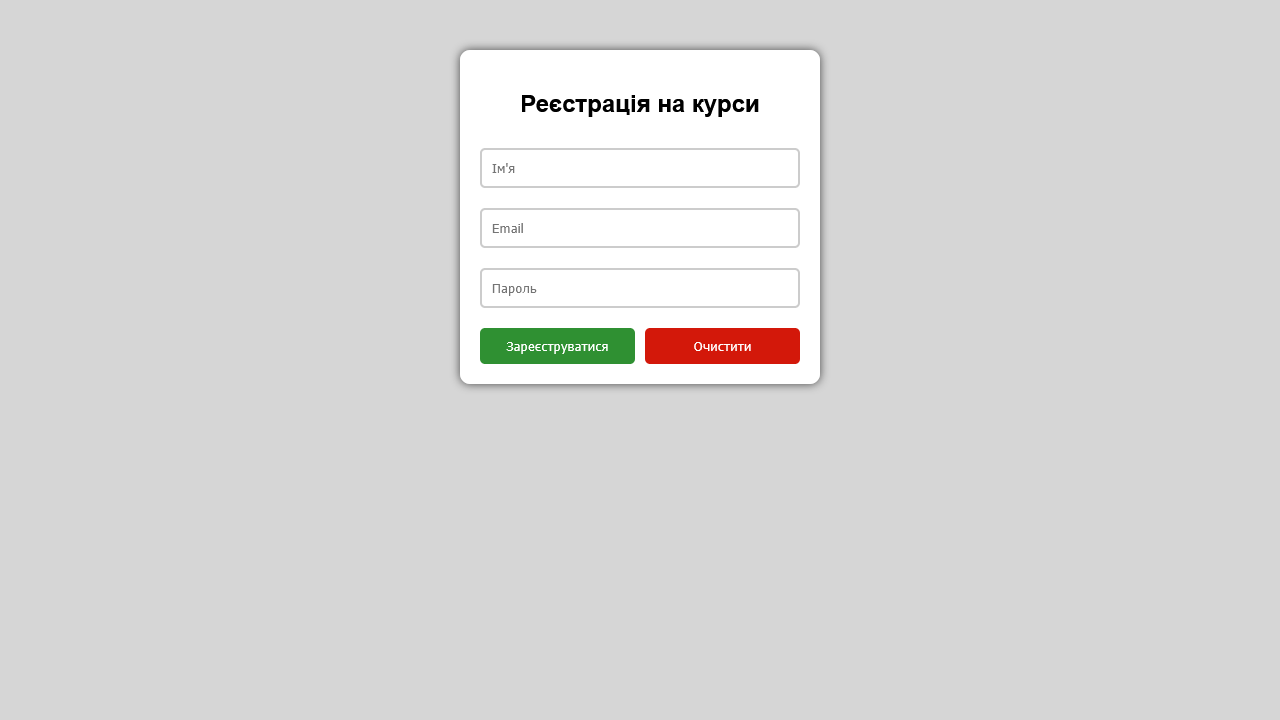 Реєстрація на курси
Ім'я
Email
Пароль
Зареєструватися Очистити